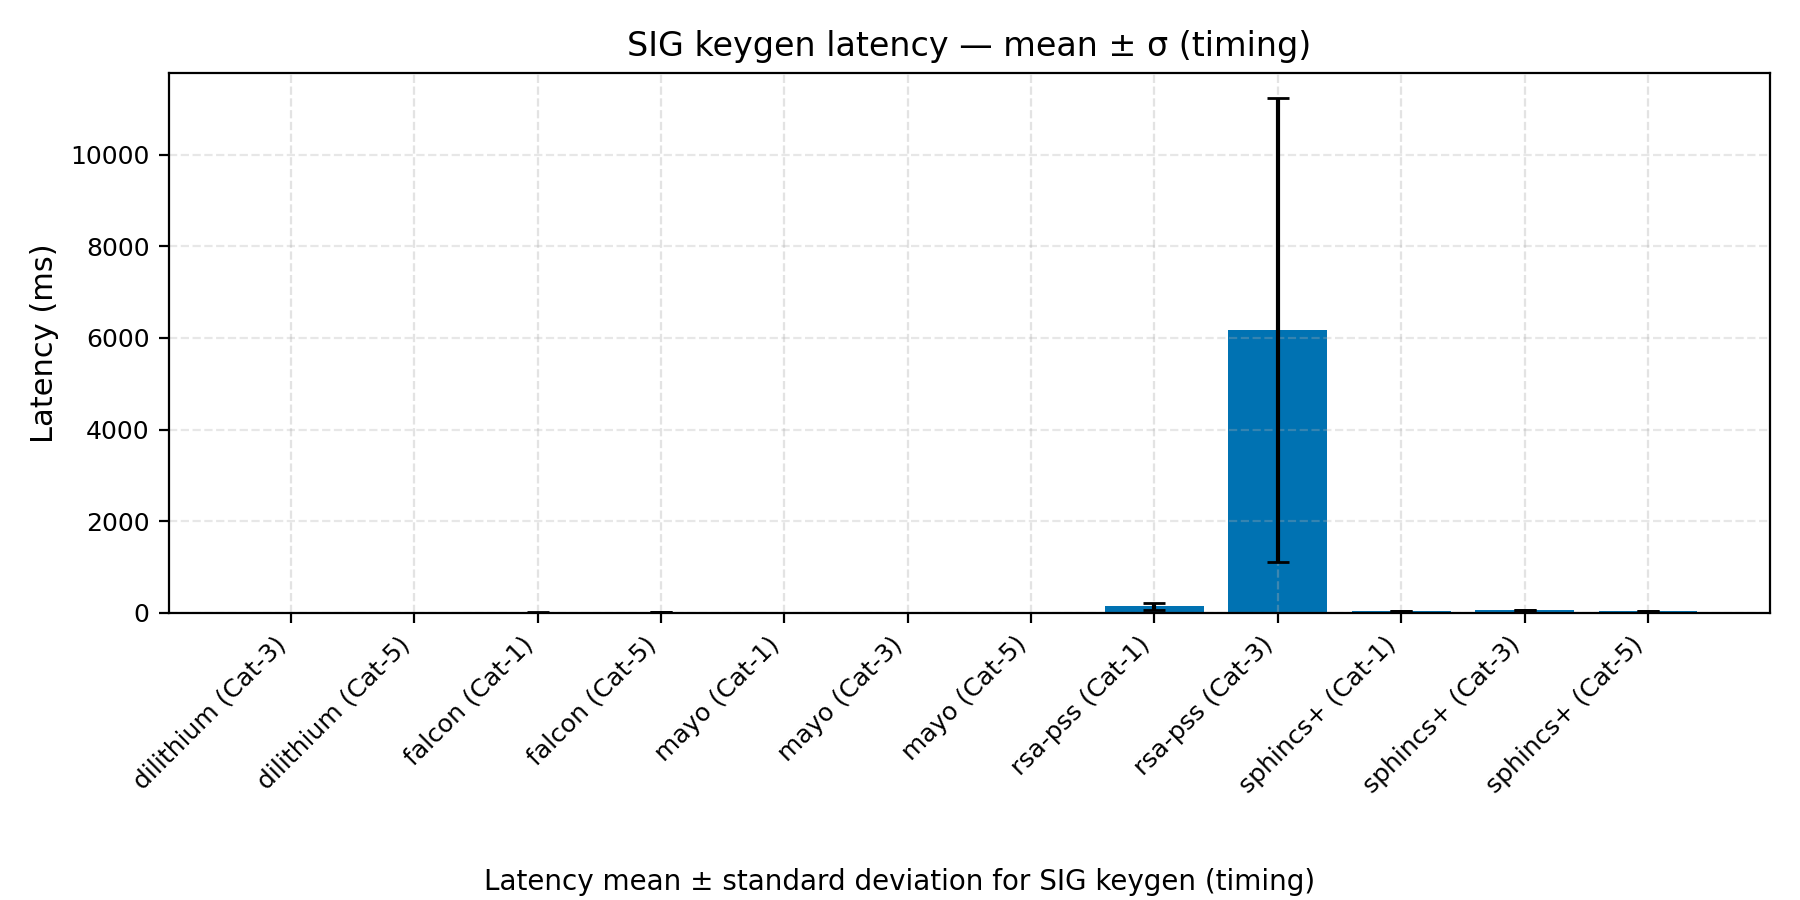 SIG keygen latency — mean ± σ (timing)
Latency (ms)
10000
8000
6000
4000
2000
0
dilithium (Cat-3)
dilithium (Cat-5)
falcon (Cat-1)
falcon (Cat-5)
mayo (Cat-1)
mayo (Cat-3)
mayo (Cat-5)
rsa-pss (Cat-1)
rsa-pss (Cat-3)
sphincs+ (Cat-1)
sphincs+ (Cat-3)
sphincs+ (Cat-5)
Latency mean ± standard deviation for SIG keygen (timing)